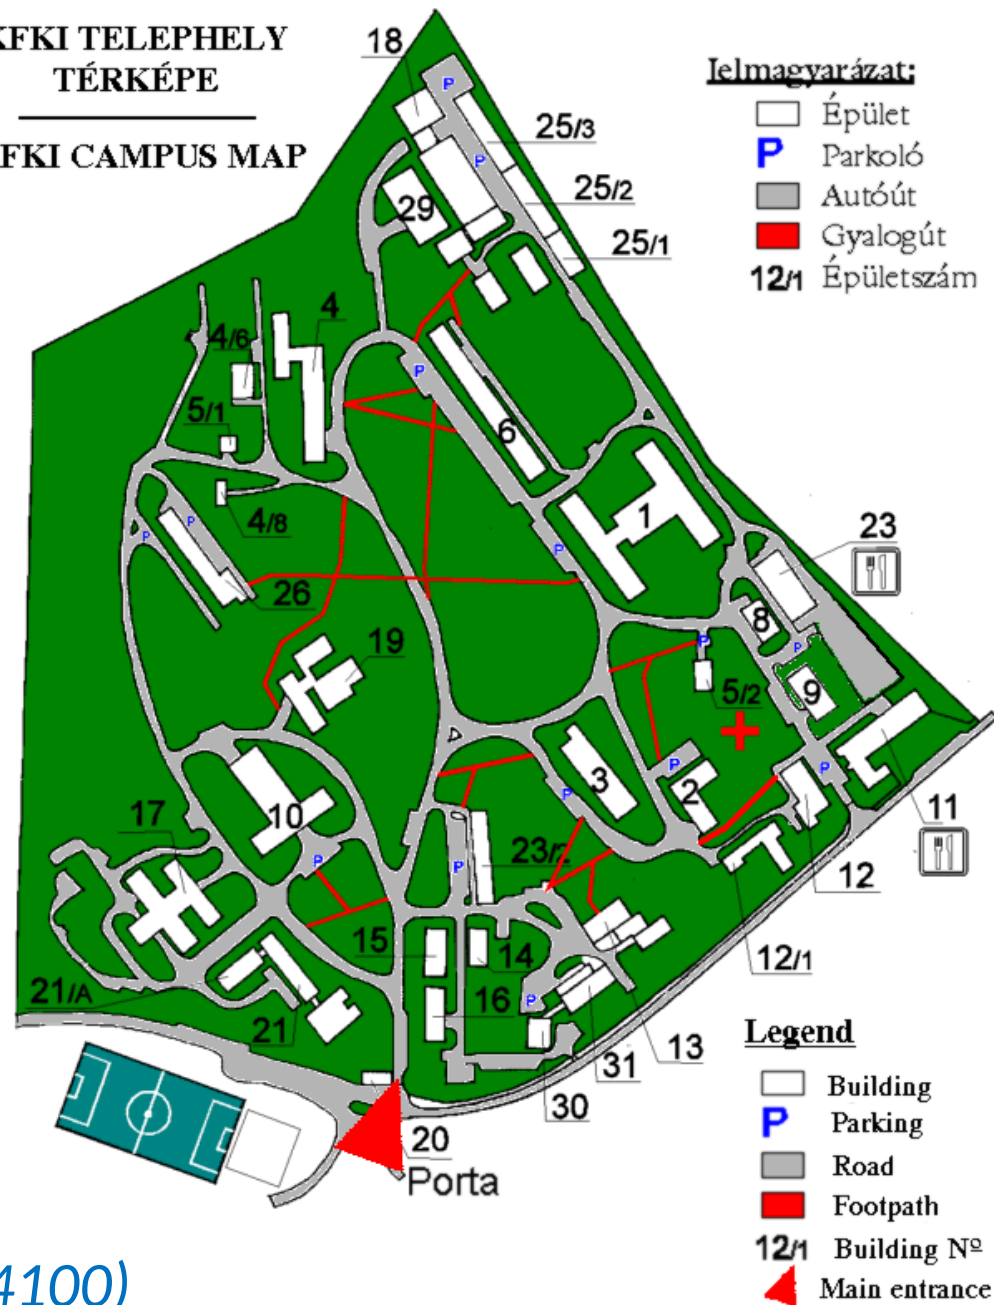 KFKI TELEPHELY
TÉRKÉPE
FKI CAMPUS MAP
Jelmagyarázat:
Épület
P Parkoló
Autóút
Gyalogút
12/1 Épületszám
18
P
25/3
P
25/2
29
25/1
4
4/6
P
5/1
6
4/8
P
P
1
P
23
26
8
19
P
P
5/2
9
3
P
2
P
11
17
10
P
23/2
P
P
12
15
14
12/1
21/A
16
P
21
13
31
30
20
Porta
Legend
Building
P Parking
Road
Footpath
12/1 Building Nº
Main entrance
4100)